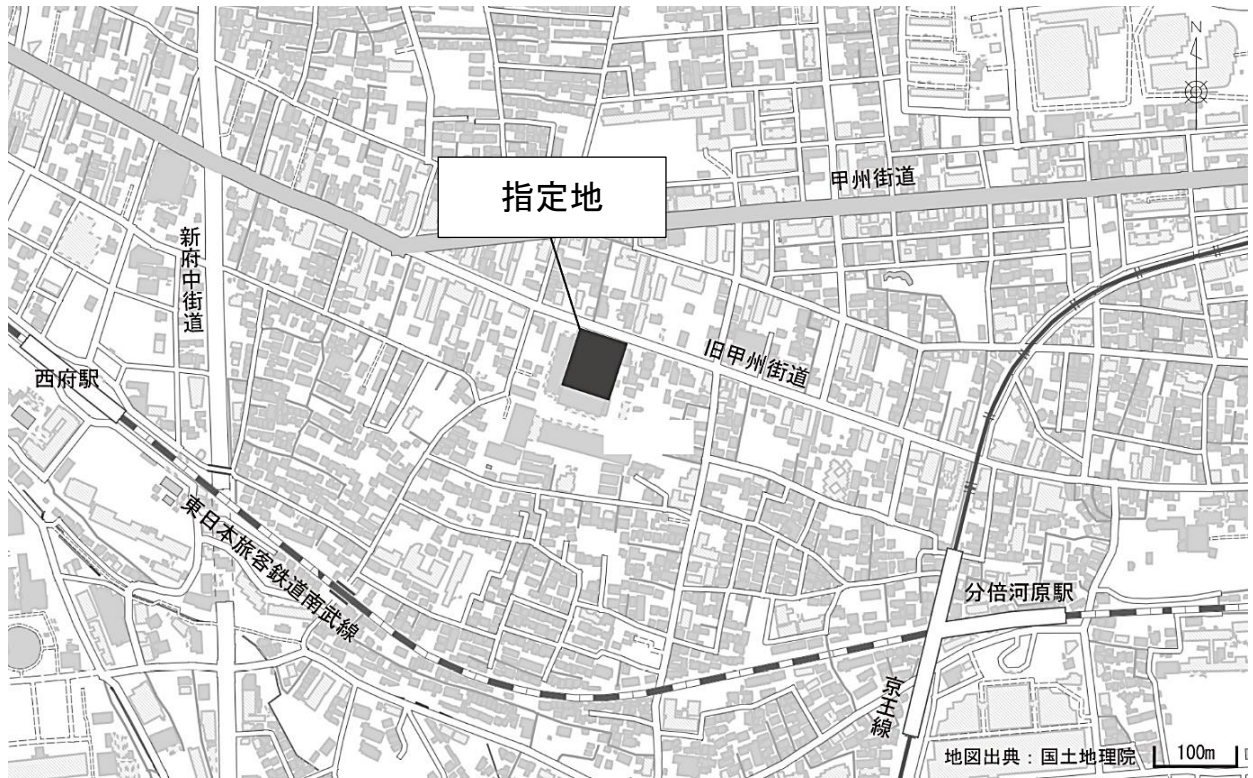 N
甲州街道
指定地
新府中街道
旧甲州街道
西府駅
東日本旅客鉄道南武線
分倍河原駅
京王線
地図出典：国土地理院
100m